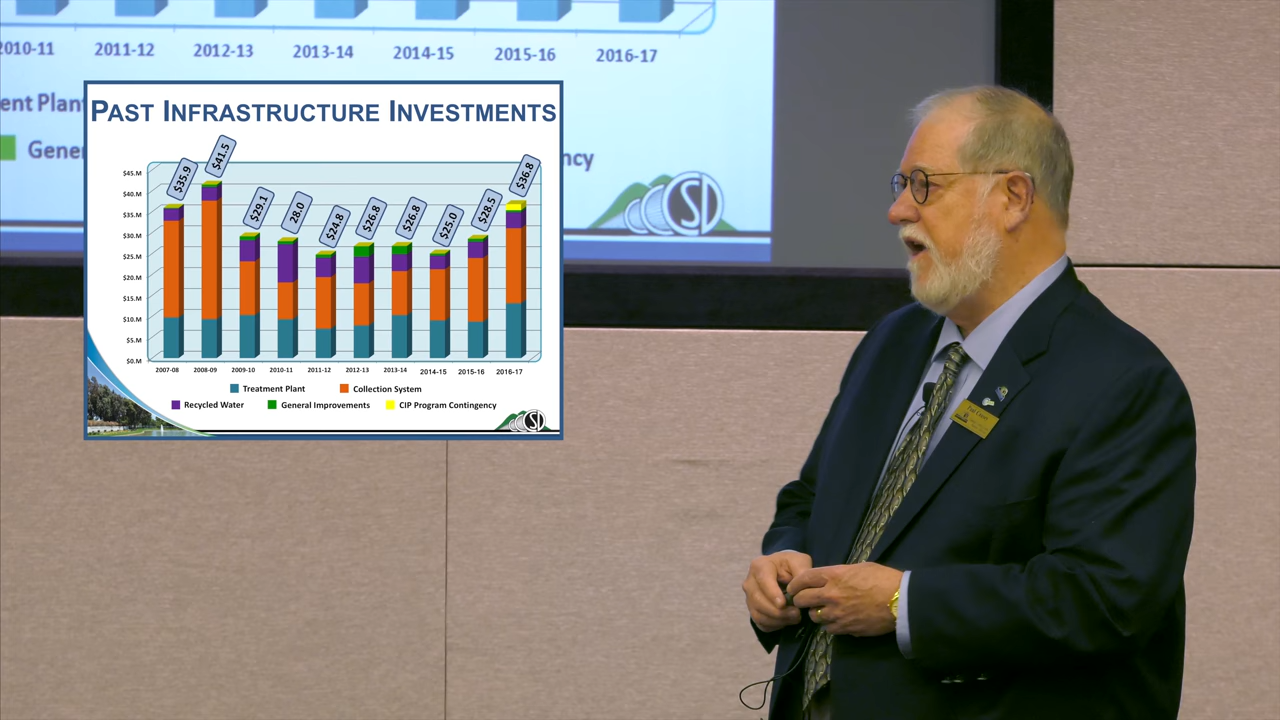 2010-11 2011-12 2012-13 2013-14 2014-15 2015-16 2016-17
ent Plant
Gene
ncy
PAST INFRASTRUCTURE INVESTMENTS
$35.9 $41.5 $29.1 28.0 $24.8 $26.8 $26.8 $25.0 $28.5 $36.8
$45.M
$40.M
$35.M
$30.M
$25.M
$20.M
$15.M
$10.M
$5.M
$0.M
2007-08 2008-09 2009-10 2010-11 2011-12 2012-13 2013-14 2014-15 2015-16 2016-17
Treatment Plant Collection System
Recycled Water General Improvements CIP Program Contingency